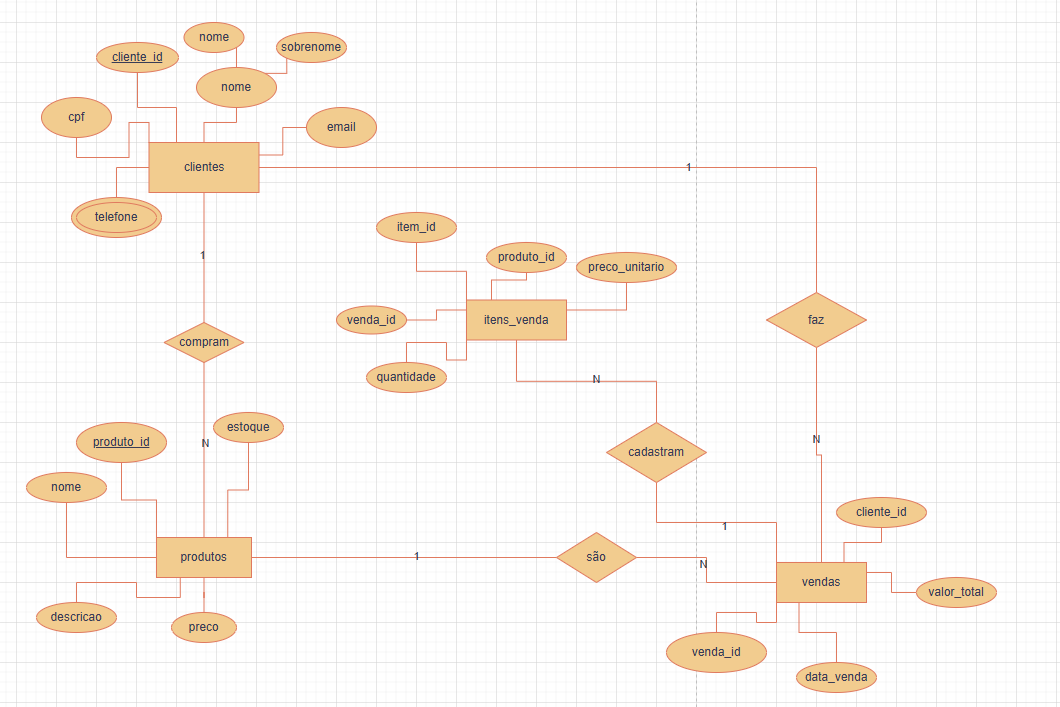 nome
sobrenome
cliente_id
nome
cpf
email
clientes
1
telefone
item_id
1
produto_id
preco_unitario
venda_id
itens_venda
faz
compram
quantidade
N
estoque
N
N
produto_id
cadastram
nome
cliente_id
1
produtos
1
são
N
vendas
valor_total
descricao
preco
venda_id
data_venda